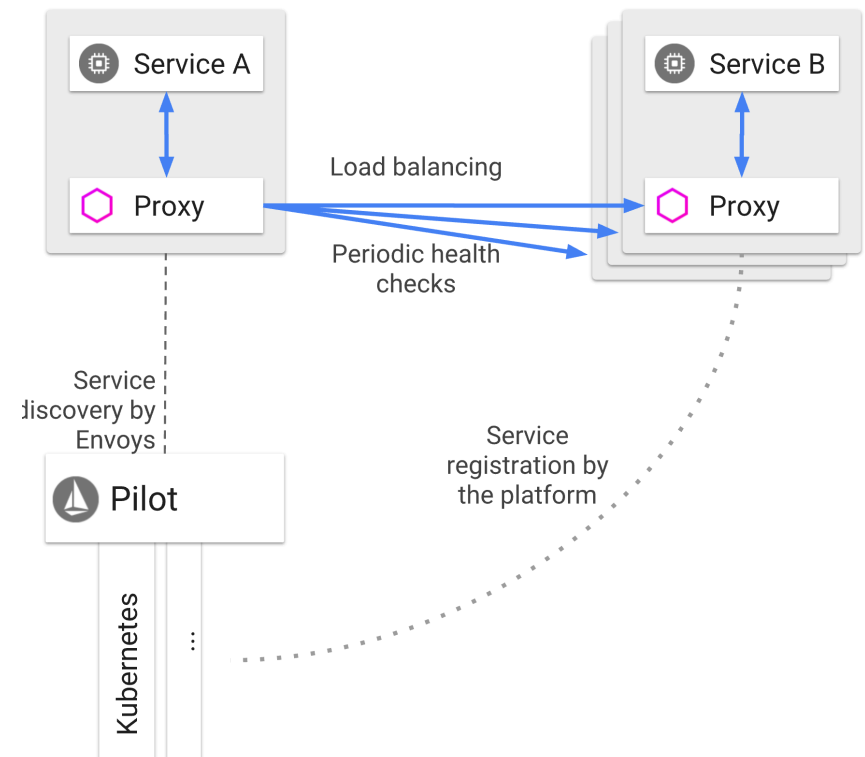 Service A
Service B
Load balancing
Proxy
Proxy
Periodic health
checks
Service
discovery by
Envoys
Service
registration by
the platform
Pilot
Kubernetes
...